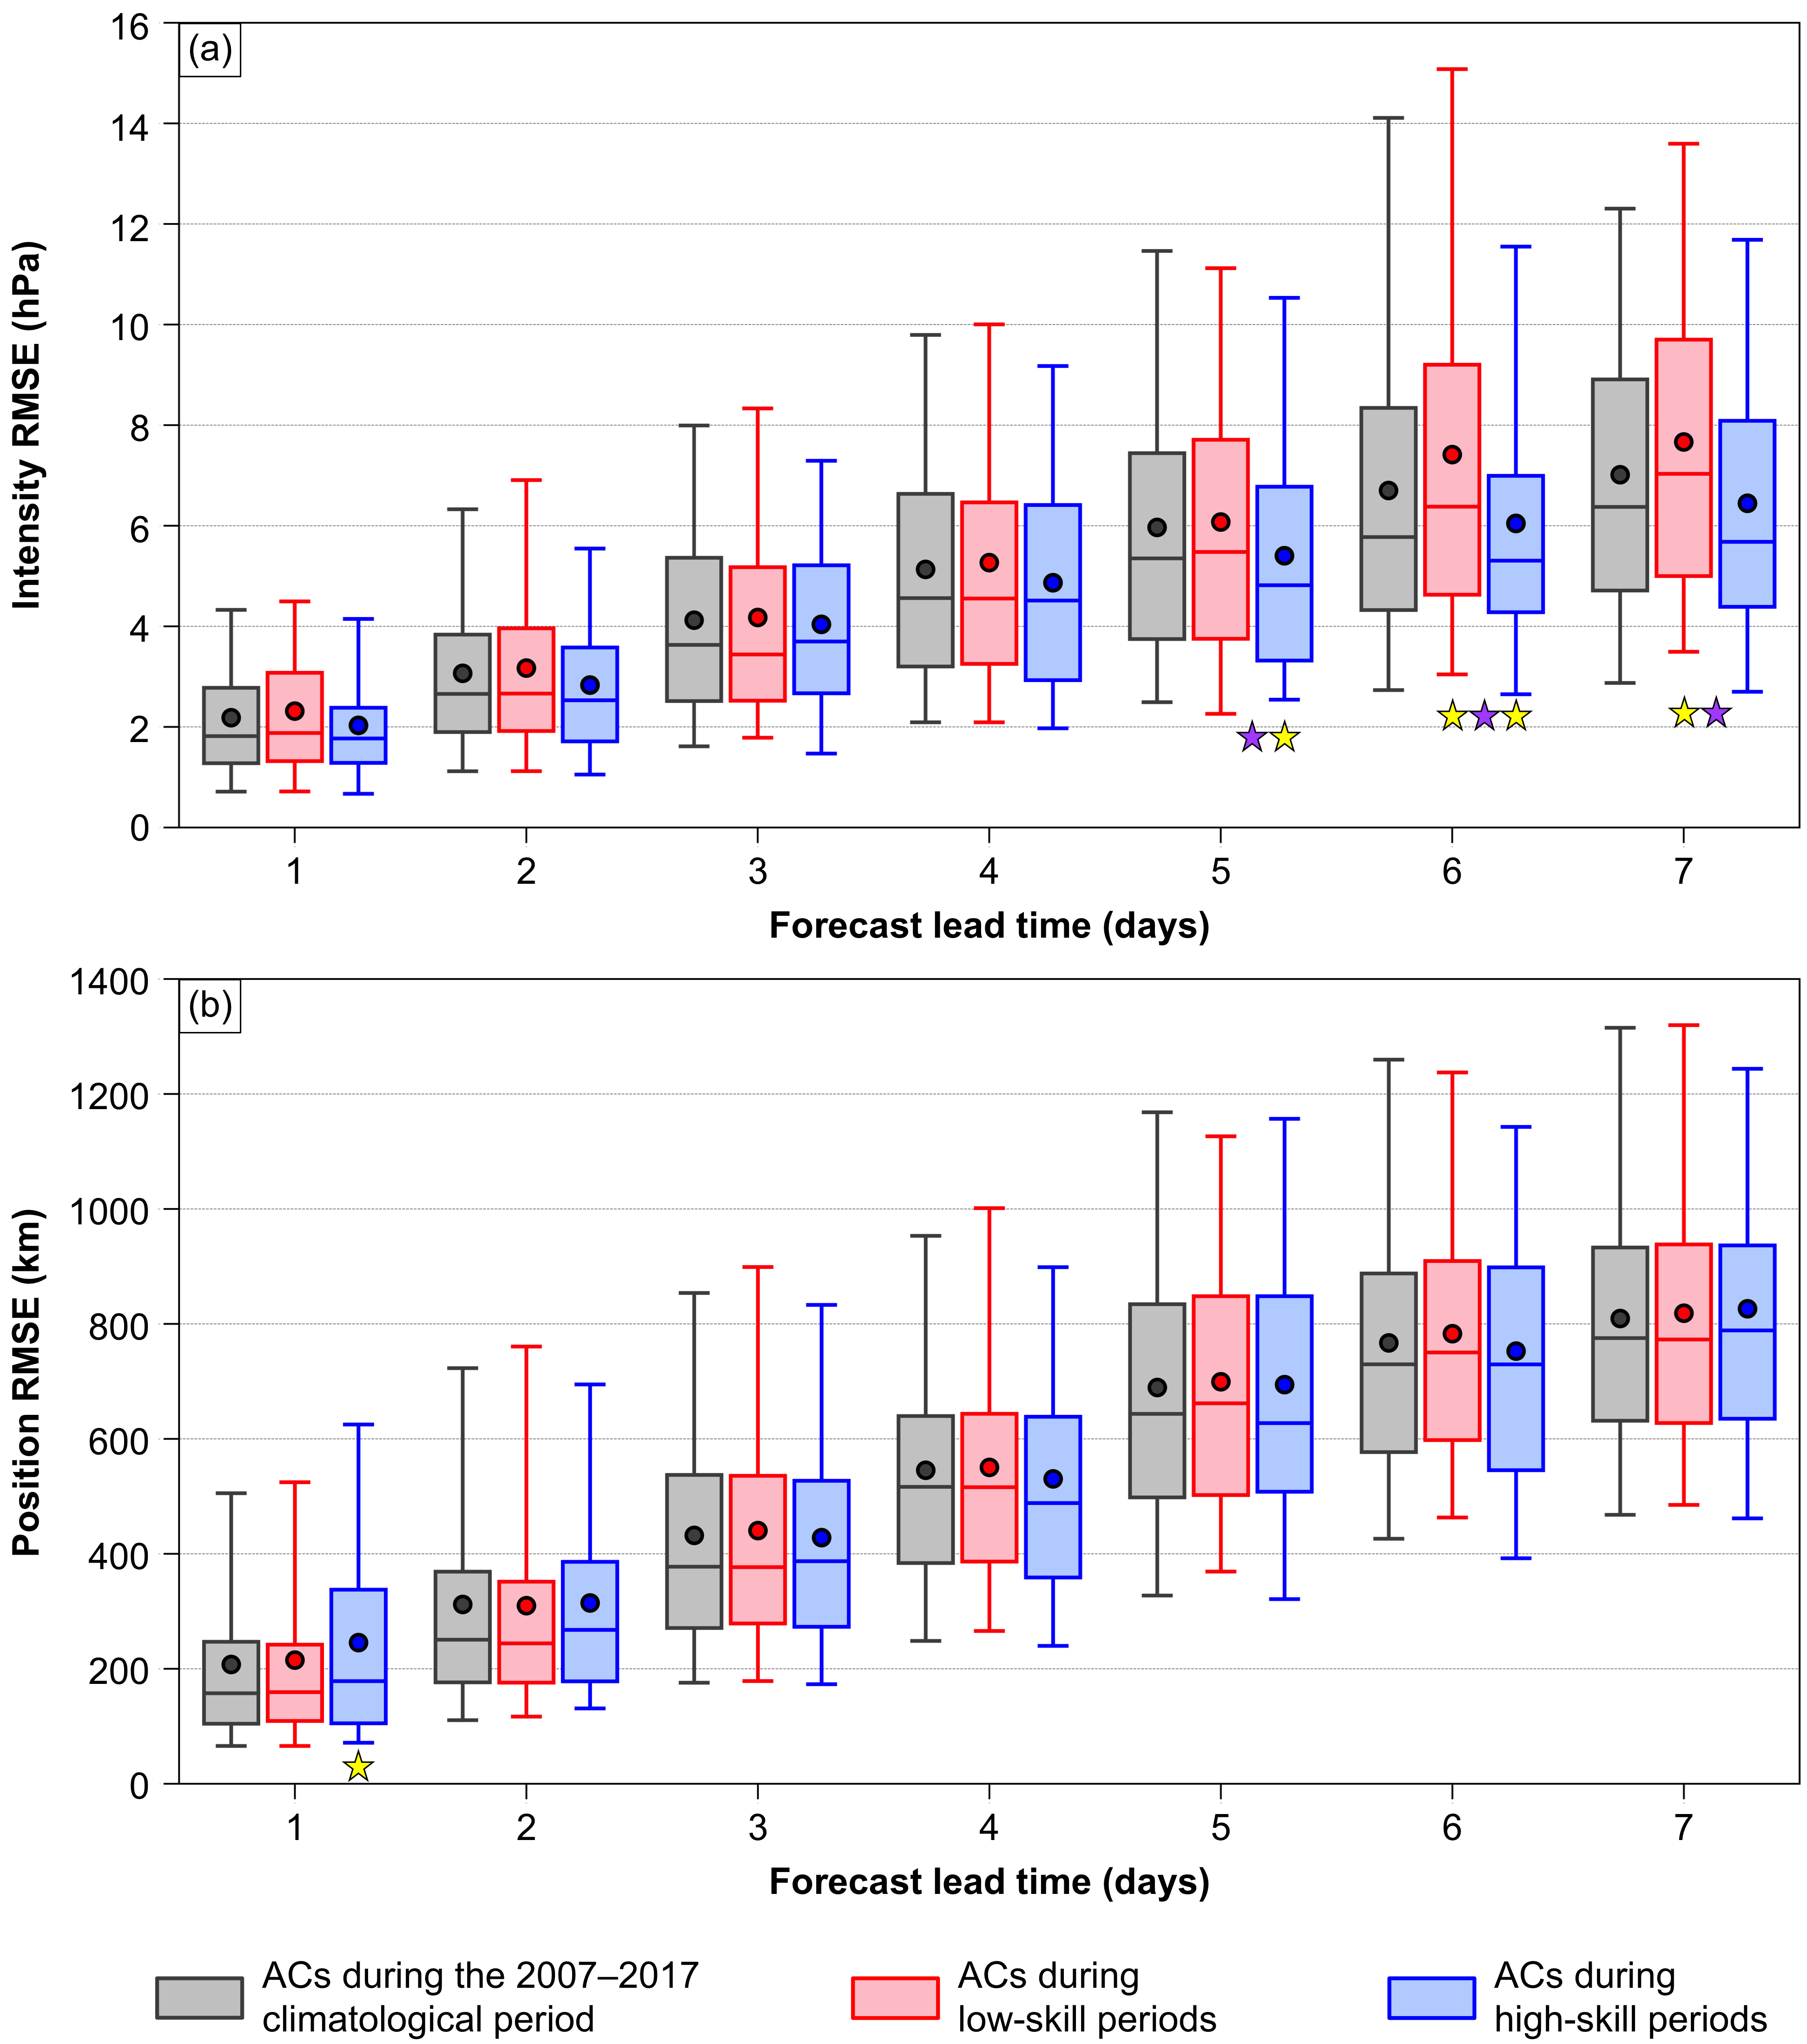 (a)
Intensity RMSE (hPa)
16
14
12
10
8
6
4
2
0
1 2 3 4 5 6 7
Forecast lead time (days)
(b)
Position RMSE (km)
1400
1200
1000
800
600
400
200
0
1 2 3 4 5 6 7
Forecast lead time (days)
ACs during the 2007–2017
climatological period
ACs during
low-skill periods
ACs during
high-skill periods